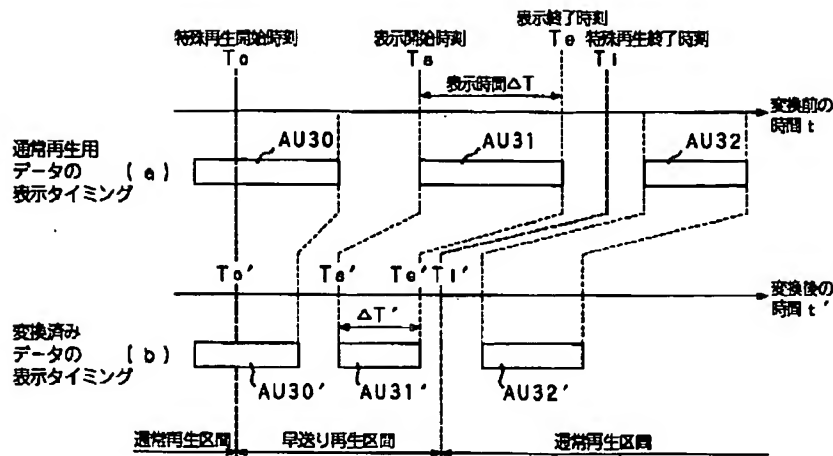 特殊再生開始時刻
To
表示開始時刻
Ts
表示終了時刻
Te
特殊再生終了時刻
T1
表示時間ΔT
変換前の
時間 t
通常再生用
データの (a)
表示タイミング
AU30
AU31
AU32
To'
Ts'
Te'
T1'
変換後の
時間 t'
変換済み
データの (b)
表示タイミング
ΔT'
AU30'
AU31'
AU32'
通常再生区間
早送り再生区間
通常再生区間